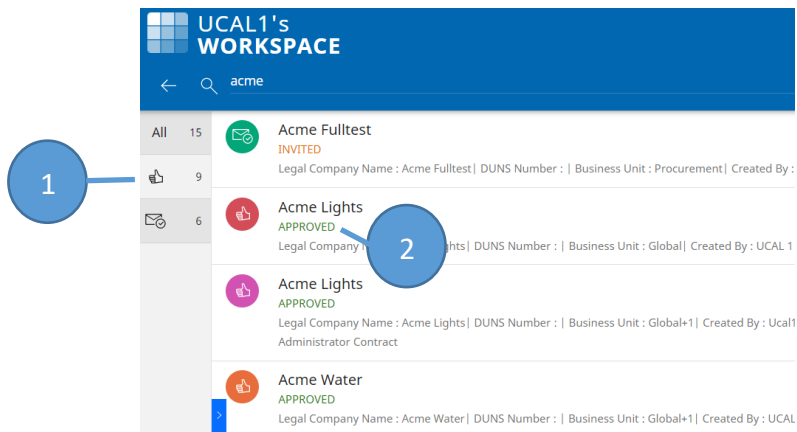 UCAL1's
WORKSPACE
acme
All 15
9
6
1
2
Acme Fulltest
INVITED
Legal Company Name : Acme Fulltest| DUNS Number : | Business Unit : Procurement| Created By :
Acme Lights
APPROVED
Legal Company hts| DUNS Number : | Business Unit : Global| Created By : UCAL 1
Acme Lights
APPROVED
Legal Company Name : Acme Lights| DUNS Number : | Business Unit : Global+1| Created By : Ucal1
Administrator Contract
Acme Water
APPROVED
Legal Company Name : Acme Water| DUNS Number : | Business Unit : Global+1| Created By : UCAL